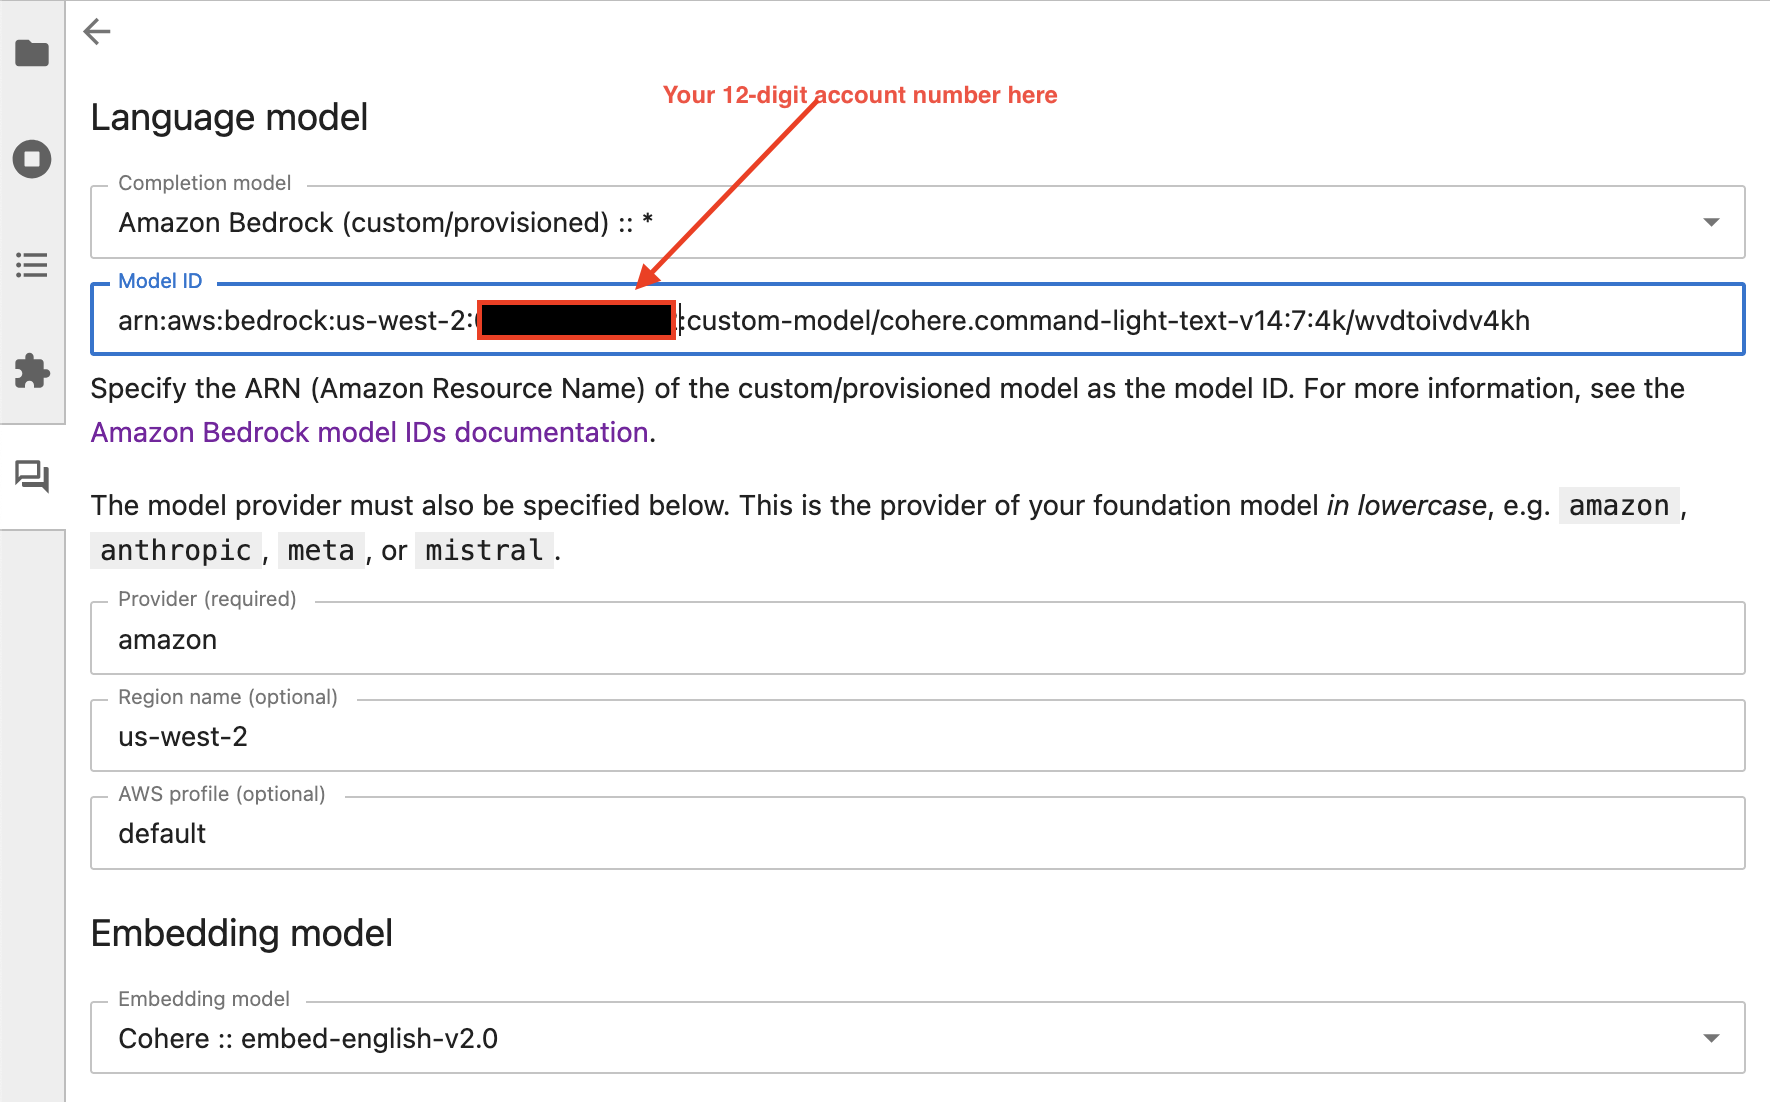 Your 12-digit account number here
Language model
Completion model
Amazon Bedrock (custom/provisioned) :: *
Model ID
arn:aws:bedrock:us-west-2: :custom-model/cohere.command-light-text-v14:7:4k/wvdtoivdv4kh
Specify the ARN (Amazon Resource Name) of the custom/provisioned model as the model ID. For more information, see the
Amazon Bedrock model IDs documentation.
The model provider must also be specified below. This is the provider of your foundation model in lowercase, e.g. amazon ,
anthropic , meta , or mistral .
Provider (required)
amazon
Region name (optional)
us-west-2
AWS profile (optional)
default
Embedding model
Embedding model
Cohere :: embed-english-v2.0